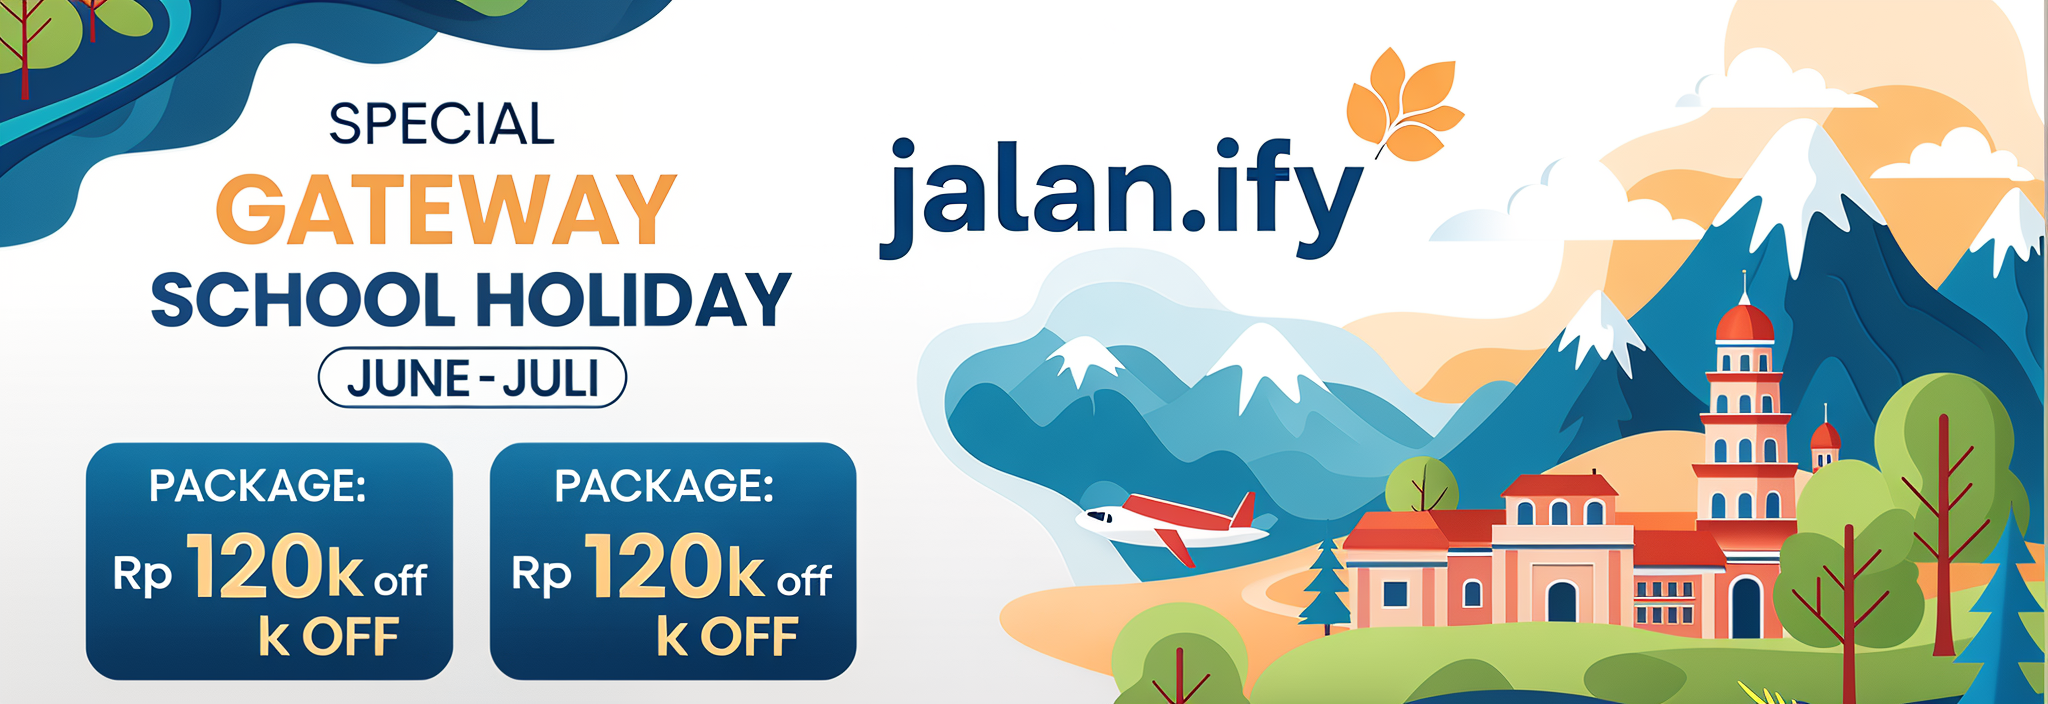 SPECIAL
GATEWAY
SCHOOL HOLIDAY
JUNE - JULI
PACKAGE:
Rp 120k off
k OFF
PACKAGE:
Rp 120k off
k OFF
jalan.ify